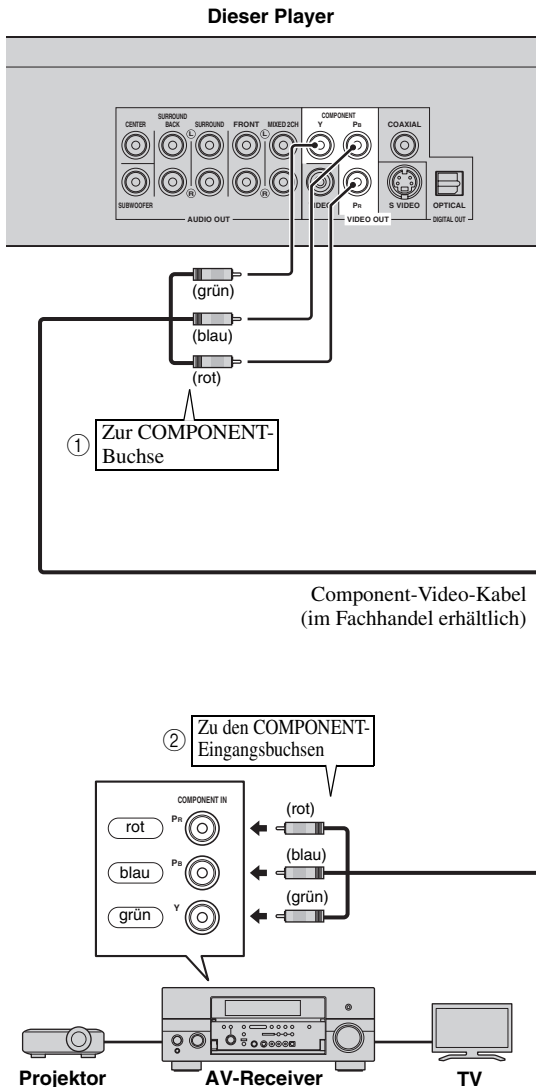 Dieser Player
CENTER
SURROUND
BACK
SURROUND
FRONT
MIXED 2CH
COMPONENT
Y
PB
COAXIAL
L
L
R
R
SUBWOOFER
VIDEO
PR
S VIDEO
OPTICAL
AUDIO OUT
VIDEO OUT
DIGITAL OUT
(grün)
(blau)
(rot)
1
Zur COMPONENT-
Buchse
Component-Video-Kabel
(im Fachhandel erhältlich)
2
Zu den COMPONENT-
Eingangsbuchsen
COMPONENT IN
rot
PR
(rot)
blau
PB
(blau)
grün
Y
(grün)
Projektor
AV-Receiver
TV